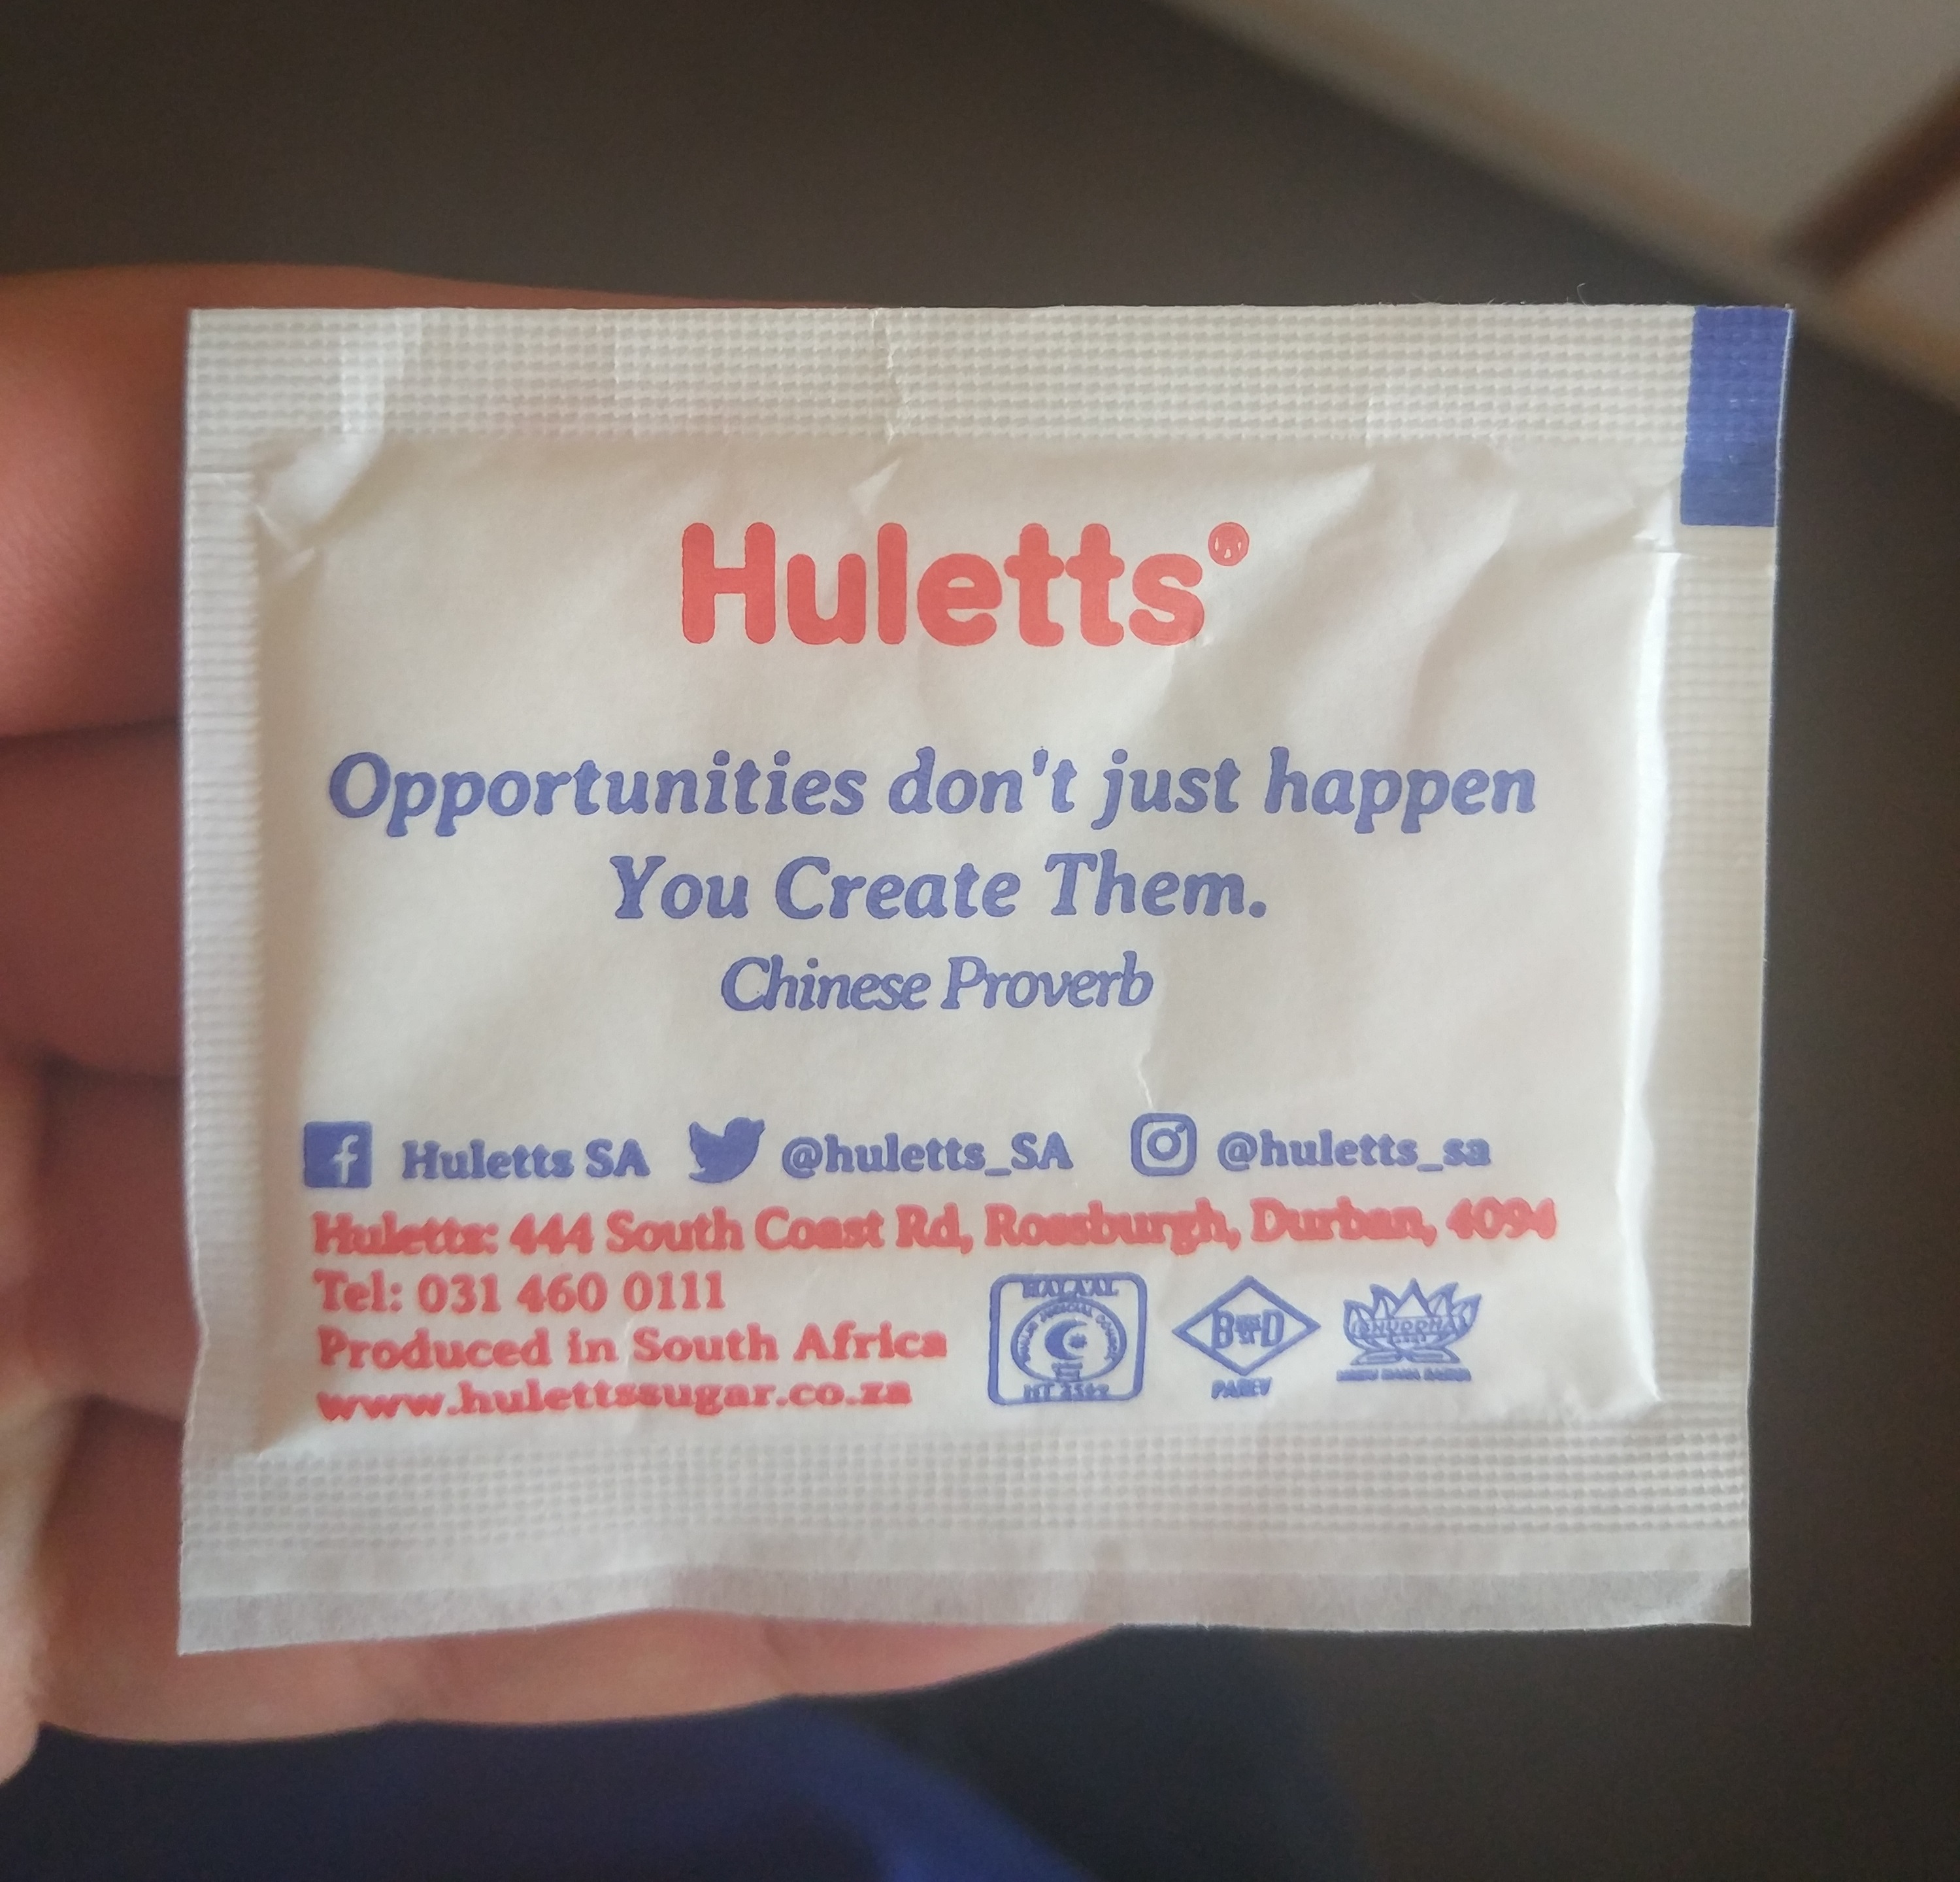 Huletts®
Opportunities don't just happen
You Create Them.
Chinese Proverb
Huletts SA @huletts_SA @huletts_sa
Huletts: 444 South Coast Rd, Rossburgh, Durban, 4094
Tel: 031 460 0111
Produced in South Africa
www.hulettssugar.co.za
HALAAL
PAREV